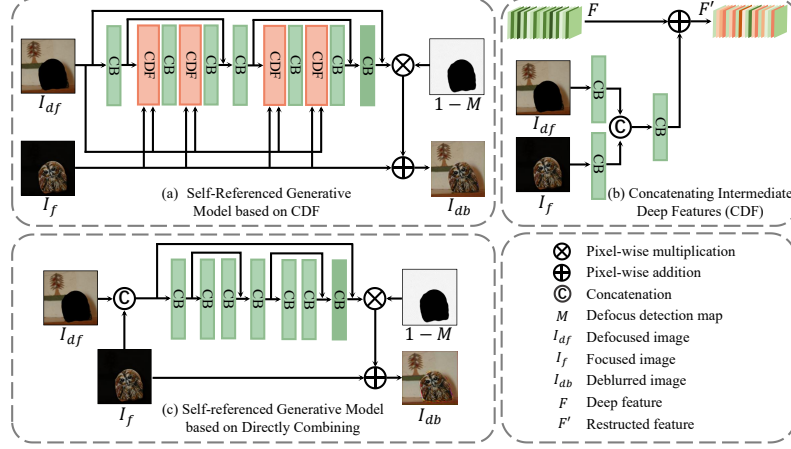 CB
CDF
CB
CDF
CB
CB
CDF
CB
CDF
CB
CB
I_df
1 − M
I_f
I_db
(a) Self-Referenced Generative
Model based on CDF
F
F′
CB
I_df
C
CB
CB
I_f
(b) Concatenating Intermediate
Deep Features (CDF)
C
CB
CB
CB
CB
CB
CB
CB
I_df
1 − M
I_f
I_db
(c) Self-referenced Generative Model
based on Directly Combining
Pixel-wise multiplication
Pixel-wise addition
C Concatenation
M Defocus detection map
I_df Defocused image
I_f Focused image
I_db Deblurred image
F Deep feature
F′ Restructed feature